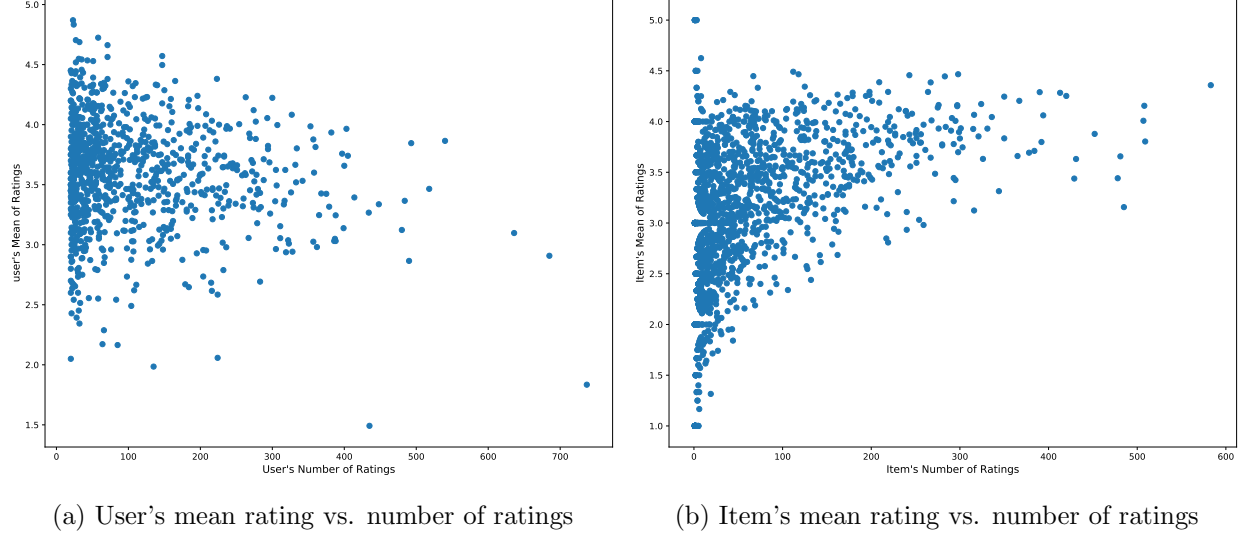 5.0
4.5
4.0
3.5
3.0
2.5
2.0
1.5
user's Mean of Ratings
0 100 200 300 400 500 600 700
User's Number of Ratings
(a) User's mean rating vs. number of ratings
5.0
4.5
4.0
3.5
3.0
2.5
2.0
1.5
1.0
Item's Mean of Ratings
0 100 200 300 400 500 600
Item's Number of Ratings
(b) Item's mean rating vs. number of ratings